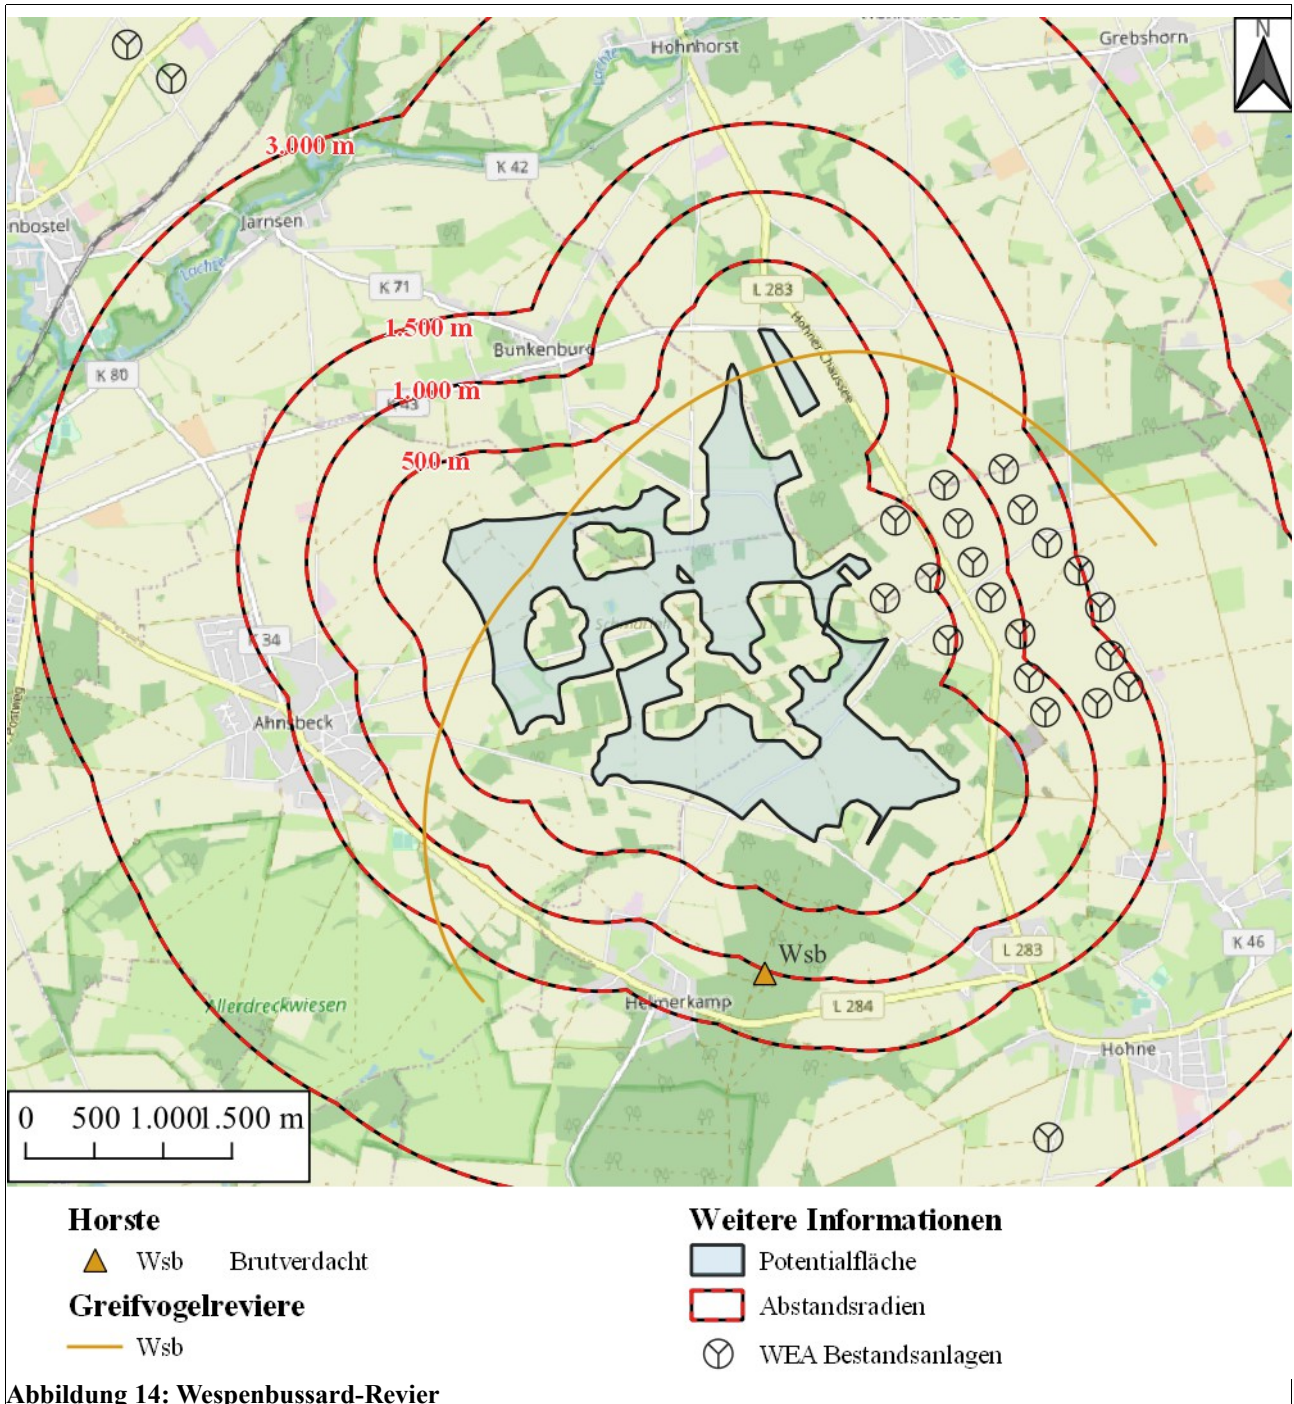 Hohnhorst
Grebshorn
N
Lachte
3.000 m
K 42
nbostel
Jarnsen
Lachte
K 71
L 283
1.500 m
Hohner Chaussee
Bunkenburg
K 80
1.000 m
K 43
500 m
K 34
Postweg
Ahnsbeck
Wsb
L 283
K 46
Allerdreckwiesen
Helmerkamp
L 284
Hohne
0 500 1.000 1.500 m
Horste
Weitere Informationen
Wsb Brutverdacht
Potentialfläche
Greifvogelreviere
Abstandsradien
Wsb
WEA Bestandsanlagen
Abbildung 14: Wespenbussard-Revier